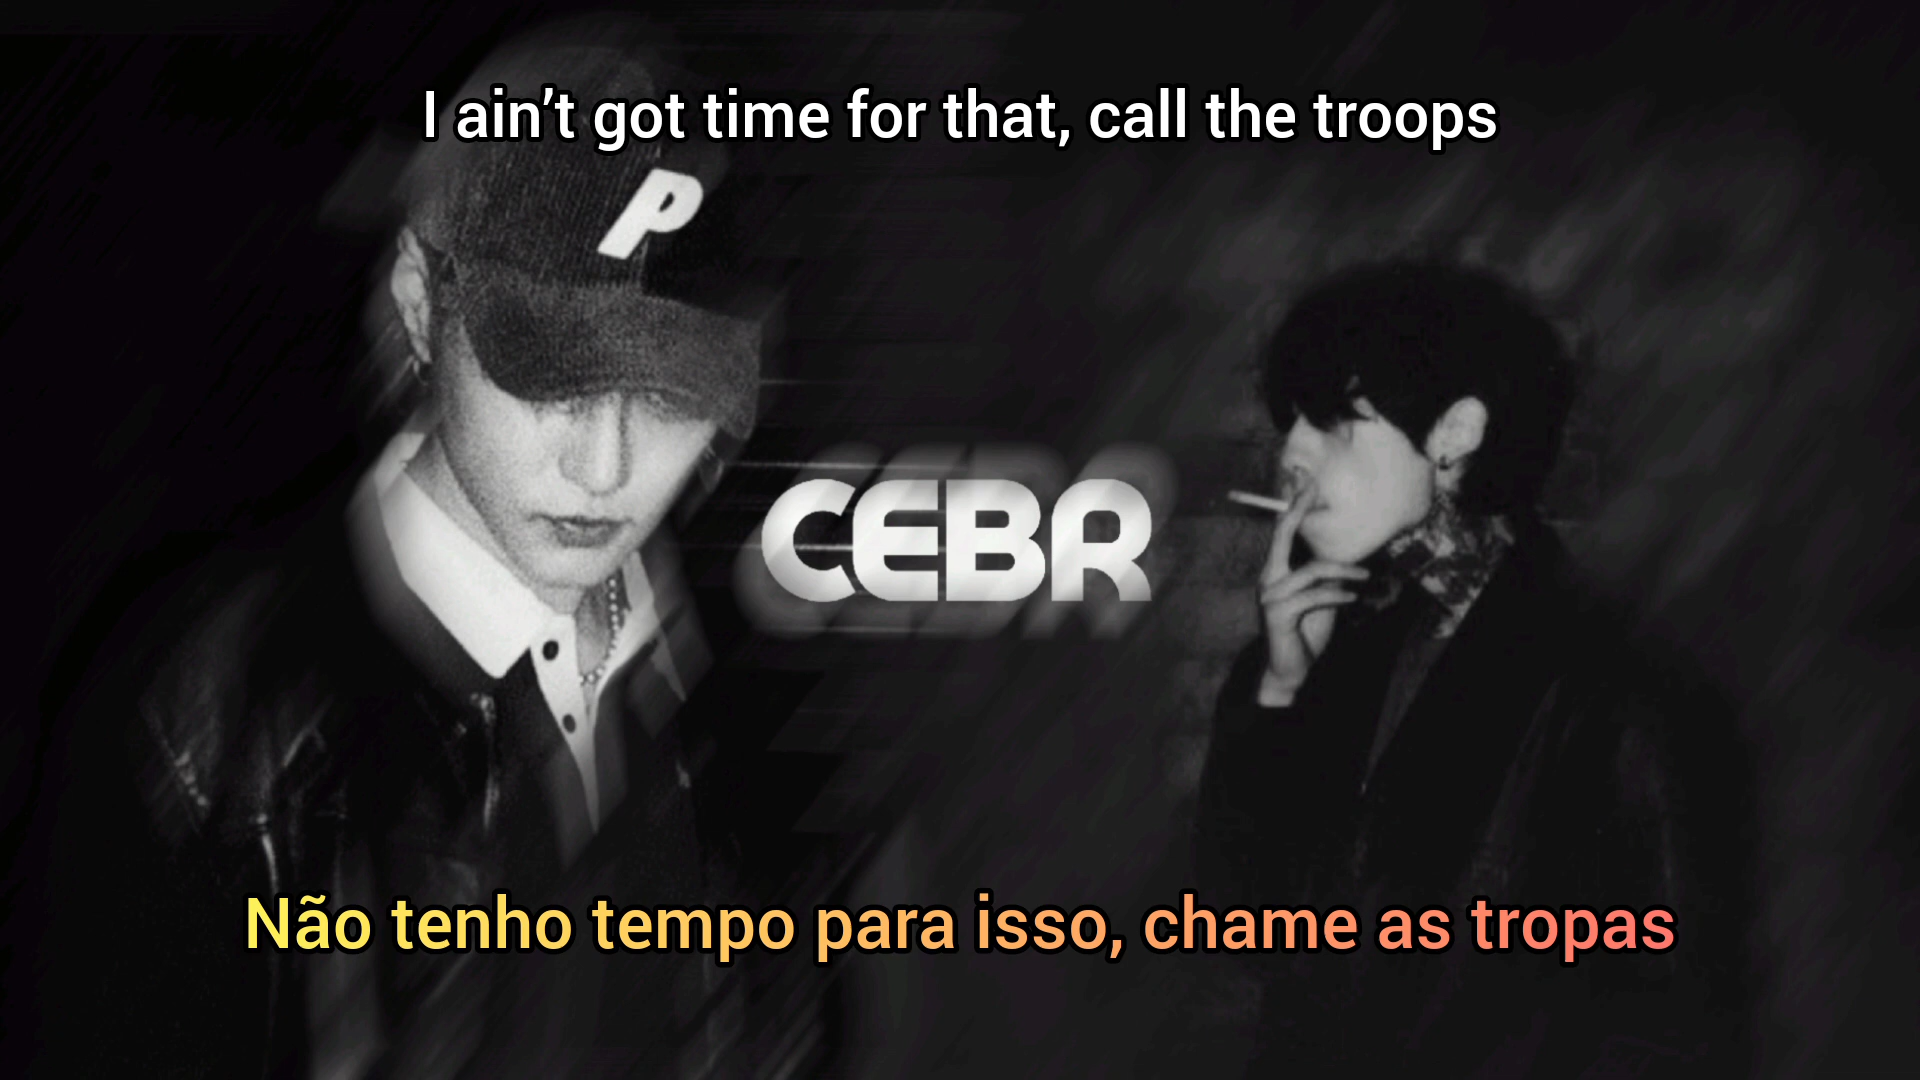 I ain’t got time for that, call the troops
P
CEBR
Não tenho tempo para isso, chame as tropas